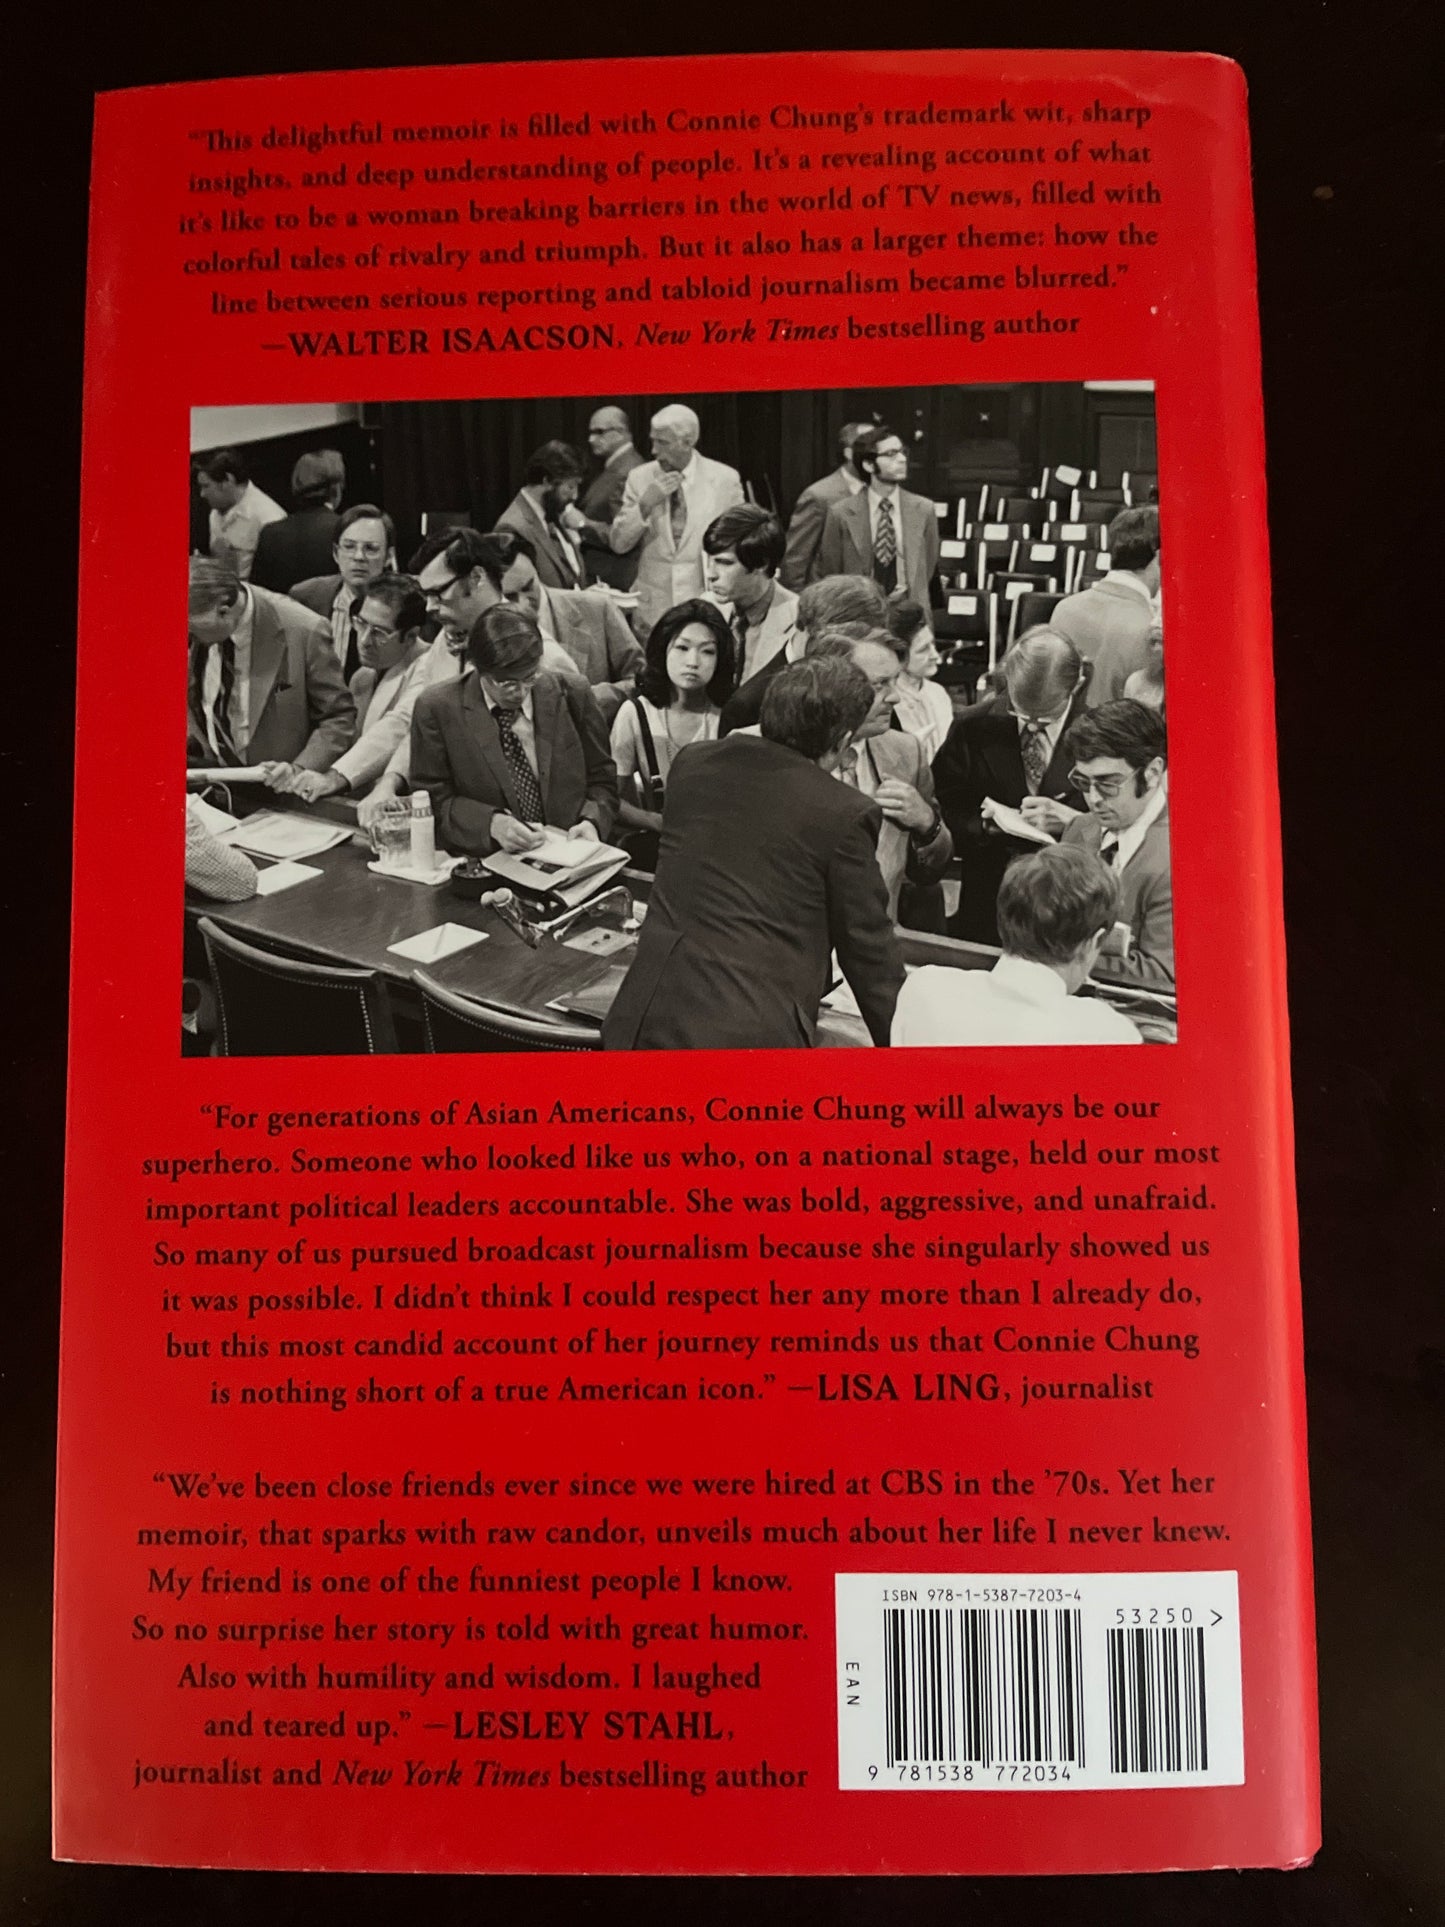 “This delightful memoir is filled with Connie Chung’s trademark wit, sharp
insights, and deep understanding of people. It’s a revealing account of what
it’s like to be a woman breaking barriers in the world of TV news, filled with
colorful tales of rivalry and triumph. But it also has a larger theme: how the
line between serious reporting and tabloid journalism became blurred.”
—WALTER ISAACSON, New York Times bestselling author
“For generations of Asian Americans, Connie Chung will always be our
superhero. Someone who looked like us who, on a national stage, held our most
important political leaders accountable. She was bold, aggressive, and unafraid.
So many of us pursued broadcast journalism because she singularly showed us
it was possible. I didn’t think I could respect her any more than I already do,
but this most candid account of her journey reminds us that Connie Chung
is nothing short of a true American icon.” —LISA LING, journalist
“We’ve been close friends ever since we were hired at CBS in the ’70s. Yet her
memoir, that sparks with raw candor, unveils much about her life I never knew.
My friend is one of the funniest people I know.
So no surprise her story is told with great humor.
Also with humility and wisdom. I laughed
and teared up.” —LESLEY STAHL,
journalist and New York Times bestselling author
ISBN 978-1-5387-7203-4
53250 >
EAN
9 781538 772034